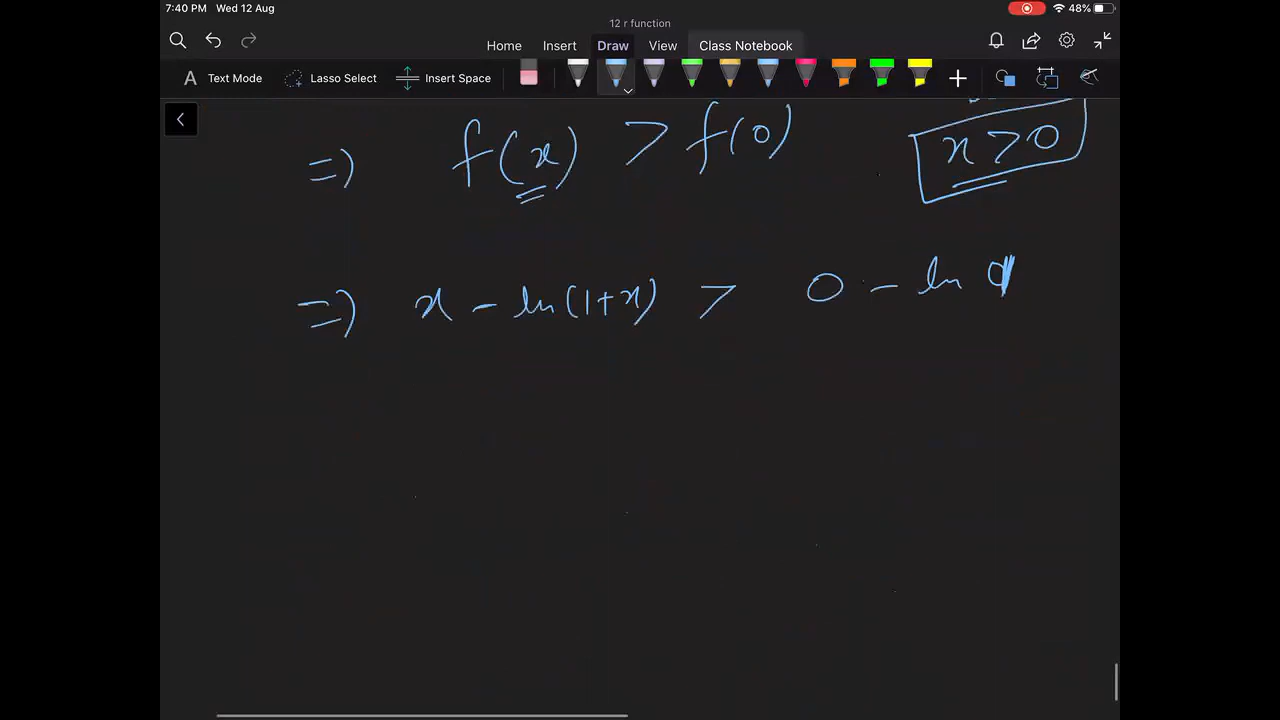 7:40 PM Wed 12 Aug
48%
12 r function
Home Insert Draw View Class Notebook
Text Mode Lasso Select Insert Space
=) f(x) > f(0)
x > 0
=) x - ln(1+x) > 0 - ln